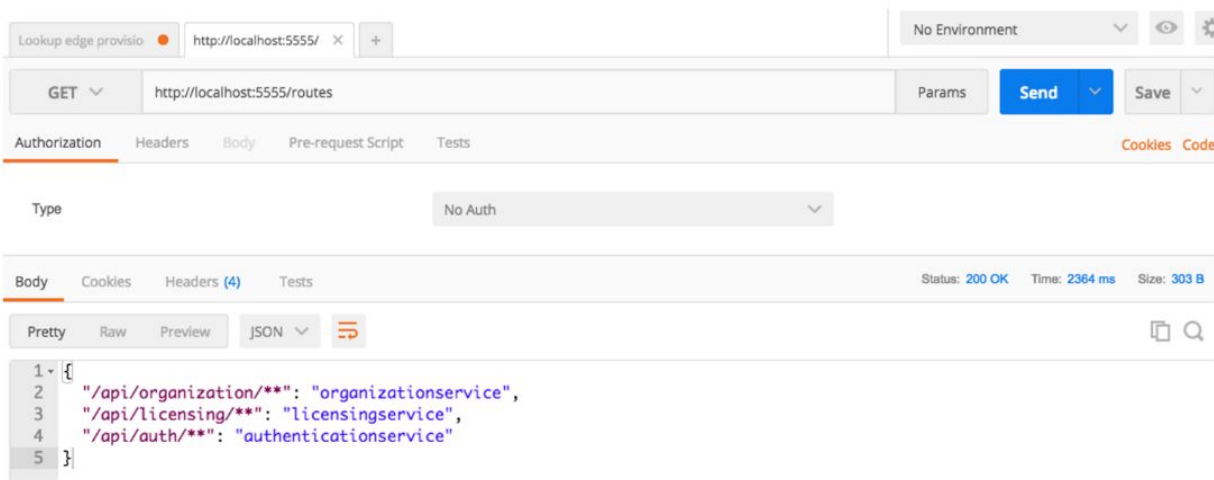 Lookup edge provisio
http://localhost:5555/
No Environment
GET
http://localhost:5555/routes
Params
Send
Save
Authorization Headers Body Pre-request Script Tests
Cookies Code
Type
No Auth
Body Cookies Headers (4) Tests
Status: 200 OK Time: 2364 ms Size: 303 B
Pretty Raw Preview JSON
1 {
2 "/api/organization/**": "organizationservice",
3 "/api/licensing/**": "licensingservice",
4 "/api/auth/**": "authenticationservice"
5 }